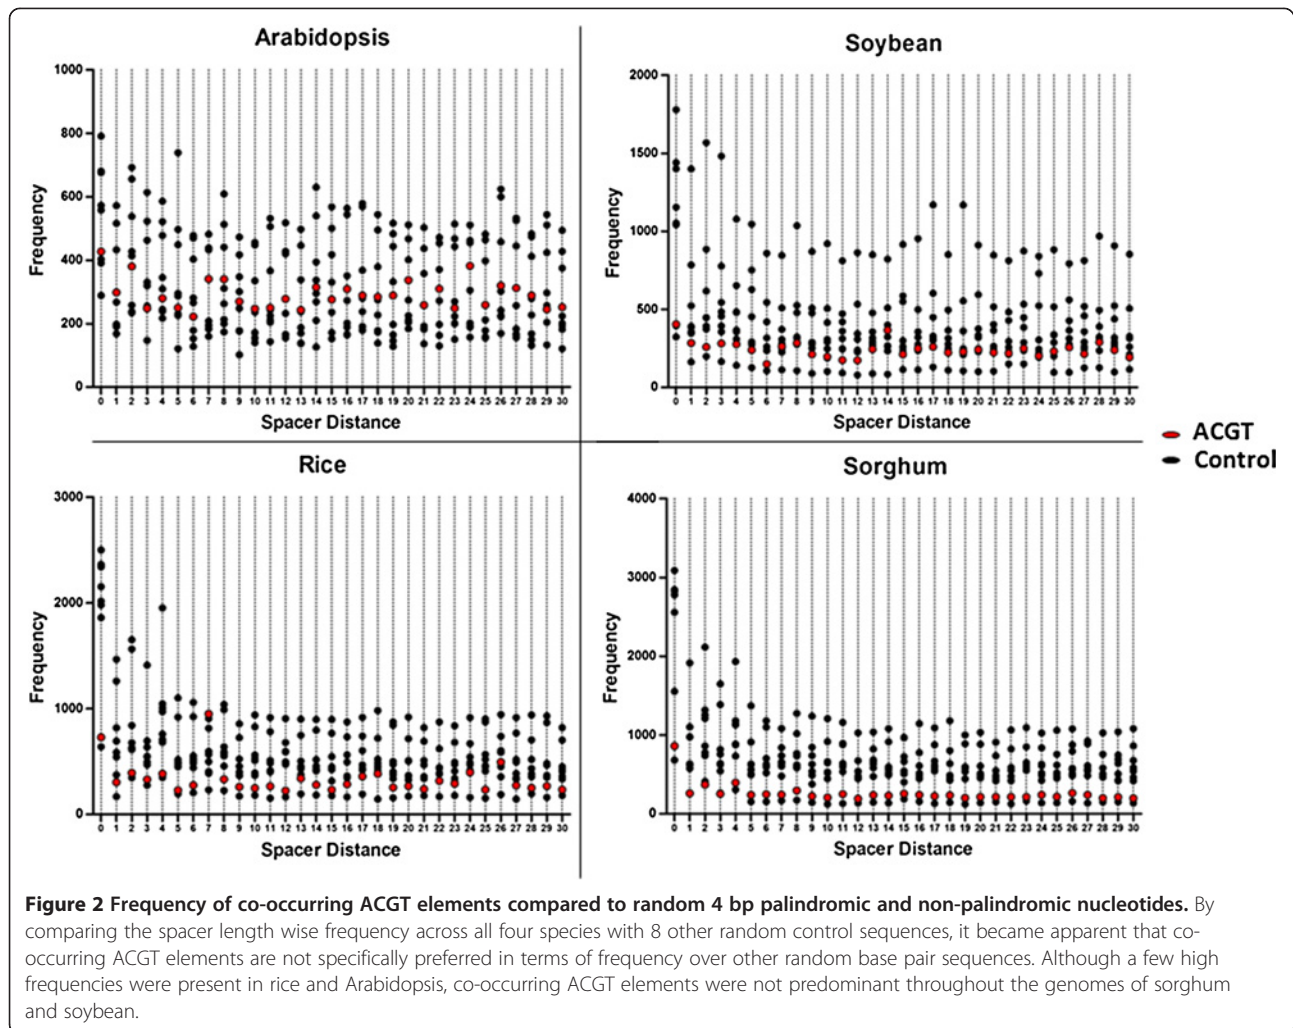 Arabidopsis
1000
800
600
400
200
0
Frequency
0 1 2 3 4 5 6 7 8 9 10 11 12 13 14 15 16 17 18 19 20 21 22 23 24 25 26 27 28 29 30
Spacer Distance
Soybean
2000
1500
1000
500
0
Frequency
0 1 2 3 4 5 6 7 8 9 10 11 12 13 14 15 16 17 18 19 20 21 22 23 24 25 26 27 28 29 30
Spacer Distance
ACGT
Control
Rice
3000
2000
1000
0
Frequency
0 1 2 3 4 5 6 7 8 9 10 11 12 13 14 15 16 17 18 19 20 21 22 23 24 25 26 27 28 29 30
Spacer Distance
Sorghum
4000
3000
2000
1000
0
Frequency
0 1 2 3 4 5 6 7 8 9 10 11 12 13 14 15 16 17 18 19 20 21 22 23 24 25 26 27 28 29 30
Spacer Distance
Figure 2 Frequency of co-occurring ACGT elements compared to random 4 bp palindromic and non-palindromic nucleotides. By
comparing the spacer length wise frequency across all four species with 8 other random control sequences, it became apparent that co-
occurring ACGT elements are not specifically preferred in terms of frequency over other random base pair sequences. Although a few high
frequencies were present in rice and Arabidopsis, co-occurring ACGT elements were not predominant throughout the genomes of sorghum
and soybean.